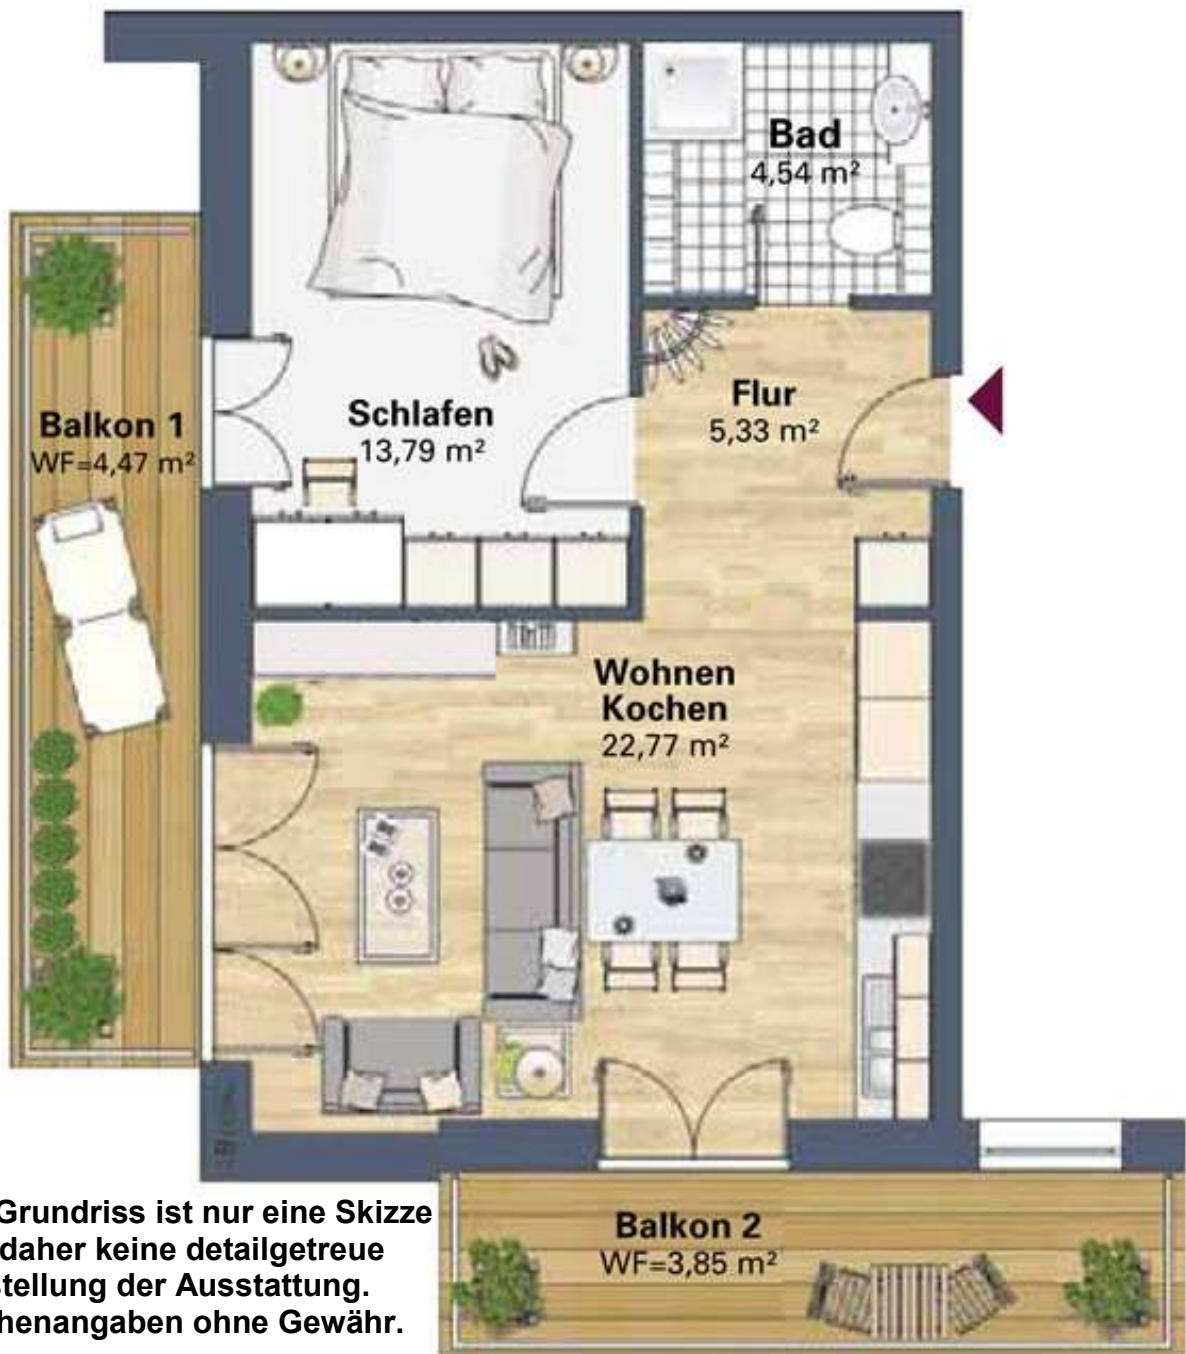 Bad
4,54 m²
Flur
5,33 m²
Schlafen
13,79 m²
Balkon 1
WF=4,47 m²
Wohnen
Kochen
22,77 m²
Balkon 2
WF=3,85 m²
Grundriss ist nur eine Skizze
daher keine detailgetreue
stellung der Ausstattung.
henangaben ohne Gewähr.